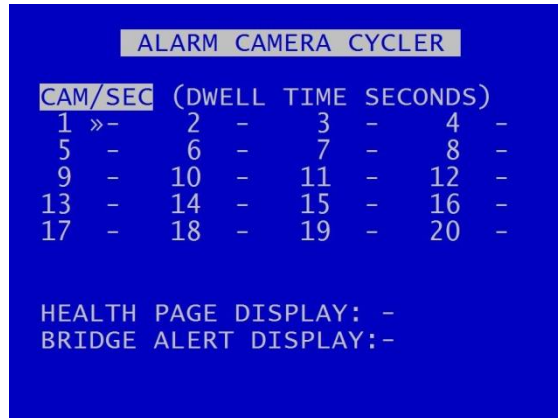 ALARM CAMERA CYCLER
CAM/SEC (DWELL TIME SECONDS)
1 »- 2 - 3 - 4 -
5 - 6 - 7 - 8 -
9 - 10 - 11 - 12 -
13 - 14 - 15 - 16 -
17 - 18 - 19 - 20 -
HEALTH PAGE DISPLAY: -
BRIDGE ALERT DISPLAY:-